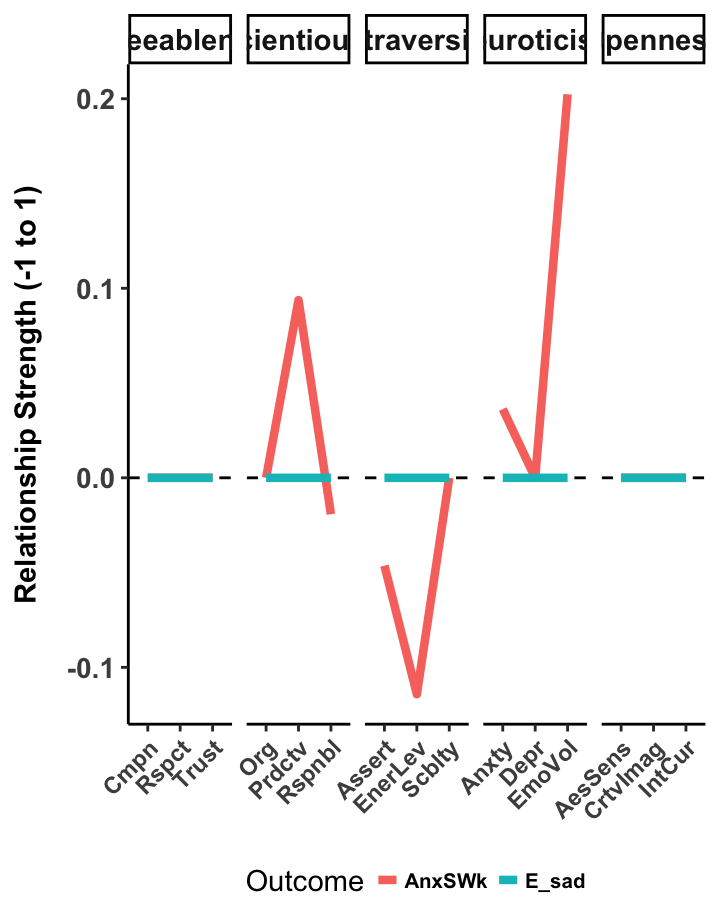 eeablen
cientiou
traversi
uroticis
pennes
0.2
0.1
0.0
-0.1
Relationship Strength (-1 to 1)
Cmpn
Rspct
Trust
Org
Prdctv
Rspnbl
Assert
EnerLev
Scblty
Anxty
Depr
EmoVol
AesSens
CrtvImag
IntCur
Outcome AnxSWk E_sad